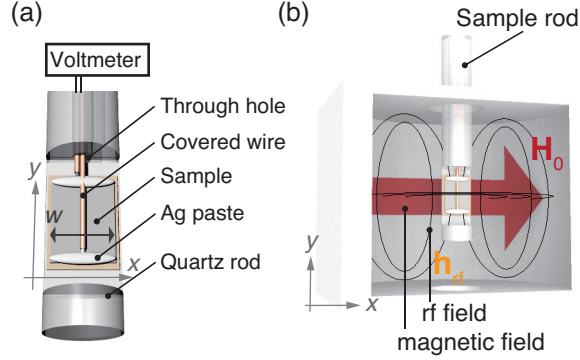 (a)
Voltmeter
Through hole
Covered wire
Sample
Ag paste
Quartz rod
y
w
x
(b)
Sample rod
H0
hrf
rf field
magnetic field
y
x